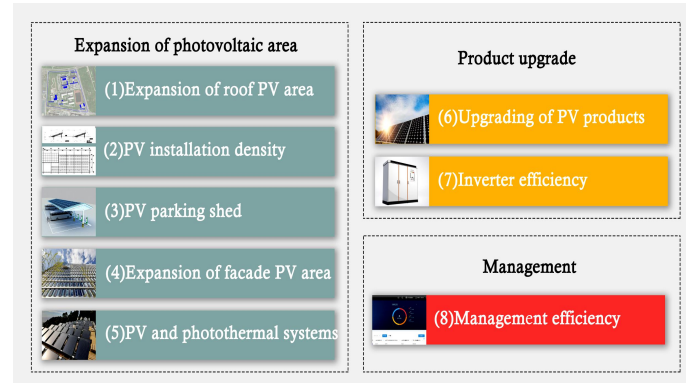 Expansion of photovoltaic area
(1)Expansion of roof PV area
(2)PV installation density
(3)PV parking shed
(4)Expansion of facade PV area
(5)PV and photothermal systems
Product upgrade
(6)Upgrading of PV products
(7)Inverter efficiency
Management
(8)Management efficiency